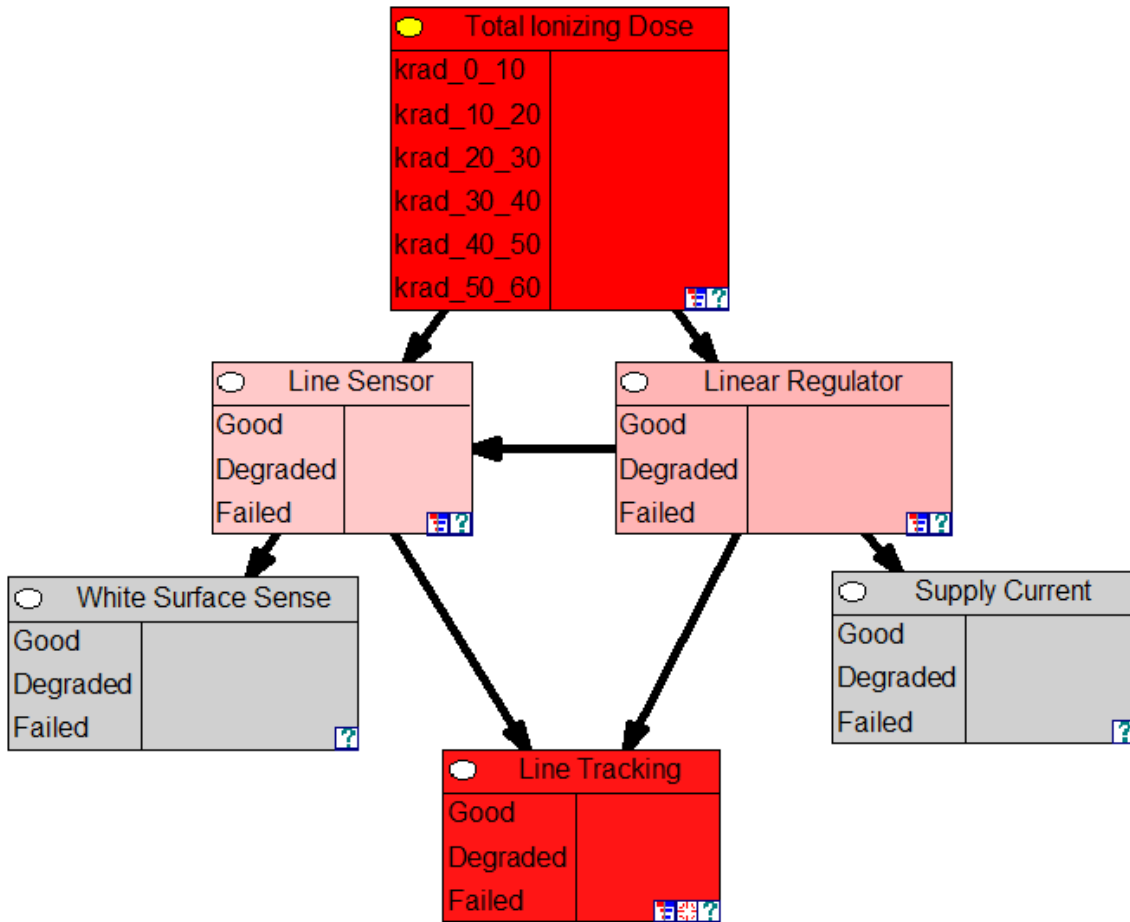 Total Ionizing Dose
krad_0_10
krad_10_20
krad_20_30
krad_30_40
krad_40_50
krad_50_60
Line Sensor
Good
Degraded
Failed
Linear Regulator
Good
Degraded
Failed
White Surface Sense
Good
Degraded
Failed
Supply Current
Good
Degraded
Failed
Line Tracking
Good
Degraded
Failed